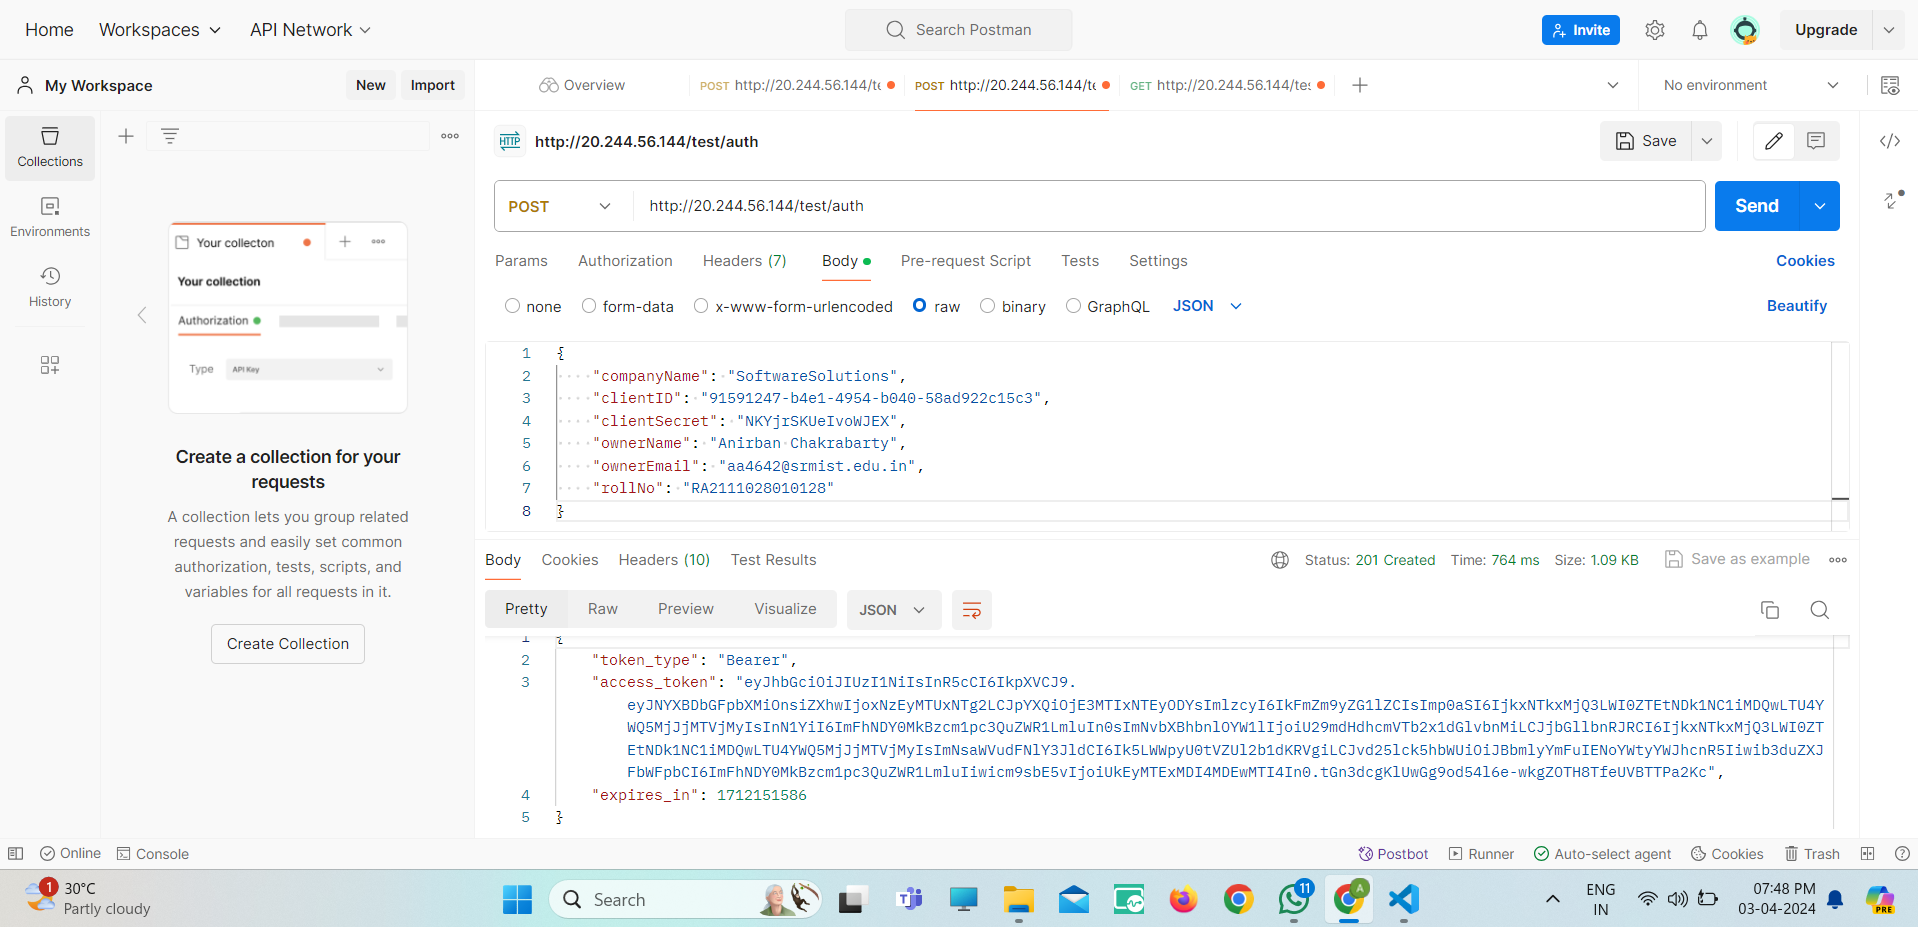 Home Workspaces API Network Search Postman Invite Upgrade
My Workspace New Import Overview POST http://20.244.56.144/te POST http://20.244.56.144/te GET http://20.244.56.144/tes No environment
Collections
Environments
History
Your collecton
Your collection
Authorization
Type API Key
Create a collection for your
requests
A collection lets you group related
requests and easily set common
authorization, tests, scripts, and
variables for all requests in it.
Create Collection
HTTP http://20.244.56.144/test/auth Save
POST http://20.244.56.144/test/auth Send
Params Authorization Headers (7) Body Pre-request Script Tests Settings Cookies
none form-data x-www-form-urlencoded raw binary GraphQL JSON Beautify
1 {
2 "companyName": "SoftwareSolutions",
3 "clientID": "91591247-b4e1-4954-b040-58ad922c15c3",
4 "clientSecret": "NKYjrSKUeIvoWJEX",
5 "ownerName": "Anirban Chakrabarty",
6 "ownerEmail": "aa4642@srmist.edu.in",
7 "rollNo": "RA2111028010128"
8 }
Body Cookies Headers (10) Test Results Status: 201 Created Time: 764 ms Size: 1.09 KB Save as example
Pretty Raw Preview Visualize JSON
1 {
2 "token_type": "Bearer",
3 "access_token": "eyJhbGciOiJIUzI1NiIsInR5cCI6IkpXVCJ9.
eyJNYXBDbGFpbXMiOnsiZXhwIjoxNzEyMTUxNTg2LCJpYXQiOjE3MTIxNTEyODYsImlzcyI6IkFmZm9yZG1lZCIsImp0aSI6IjkxNTkxMjQ3LWI0ZTEtNDk1NC1iMDQwLTU4Y
WQ5MjJjMTVjMyIsInN1YiI6ImFhNDY0MkBzcm1pc3QuZWR1LmluIn0sImNvbXBhbnlOYW1lIjoiU29mdHdhcmVTb2x1dGlvbnMiLCJjbGllbnRJRCI6IjkxNTkxMjQ3LWI0ZT
EtNDk1NC1iMDQwLTU4YWQ5MjJjMTVjMyIsImNsaWVudFNlY3JldCI6Ik5LWWpyU0tVZUl2b1dKRVgiLCJvd25lck5hbWUiOiJBbmlyYmFuIENoYWtyYWJhcnR5Iiwib3duZXJ
FbWFpbCI6ImFhNDY0MkBzcm1pc3QuZWR1LmluIiwicm9sbE5vIjoiUkEyMTExMDI4MDEwMTI4In0.tGn3dcgKlUwGg9od54l6e-wkgZOTH8TfeUVBTTPa2Kc",
4 "expires_in": 1712151586
5 }
Online Console Postbot Runner Auto-select agent Cookies Trash
1 30°C
Partly cloudy
Search
11
A
ENG
IN
07:48 PM
03-04-2024
PRE